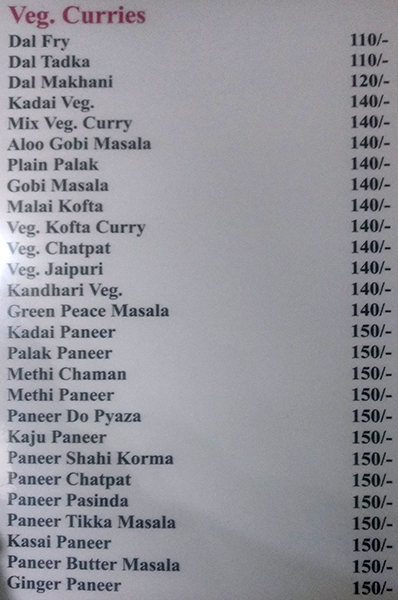 Veg. Curries
Dal Fry 110/-
Dal Tadka 110/-
Dal Makhani 120/-
Kadai Veg. 140/-
Mix Veg. Curry 140/-
Aloo Gobi Masala 140/-
Plain Palak 140/-
Gobi Masala 140/-
Malai Kofta 140/-
Veg. Kofta Curry 140/-
Veg. Chatpat 140/-
Veg. Jaipuri 140/-
Kandhari Veg. 140/-
Green Peace Masala 140/-
Kadai Paneer 150/-
Palak Paneer 150/-
Methi Chaman 150/-
Methi Paneer 150/-
Paneer Do Pyaza 150/-
Kaju Paneer 150/-
Paneer Shahi Korma 150/-
Paneer Chatpat 150/-
Paneer Pasinda 150/-
Paneer Tikka Masala 150/-
Kasai Paneer 150/-
Paneer Butter Masala 150/-
Ginger Paneer 150/-